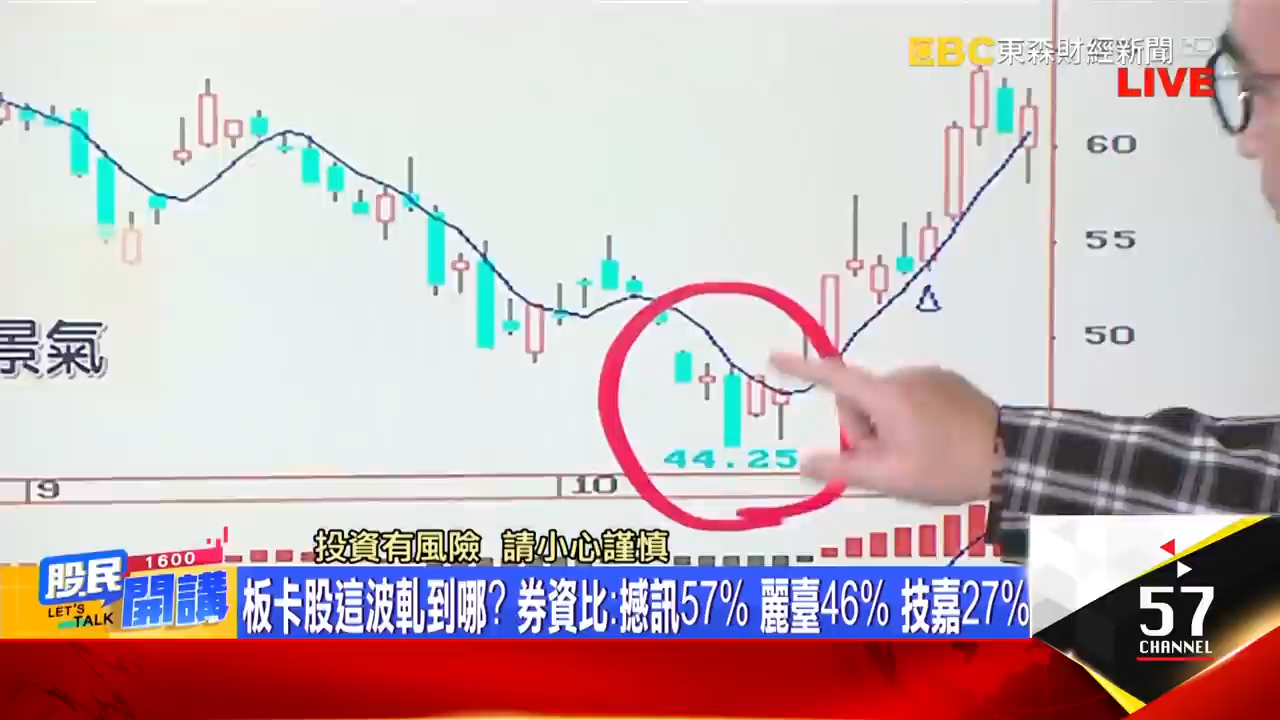 EBC 東森財經新聞 HD
LIVE
60
55
50
景氣
44.25
9
10
投資有風險 請小心謹慎
股民
1600
開講
LET'S
TALK
板卡股這波軋到哪? 券資比:撼訊57% 麗臺46% 技嘉27%
57
CHANNEL